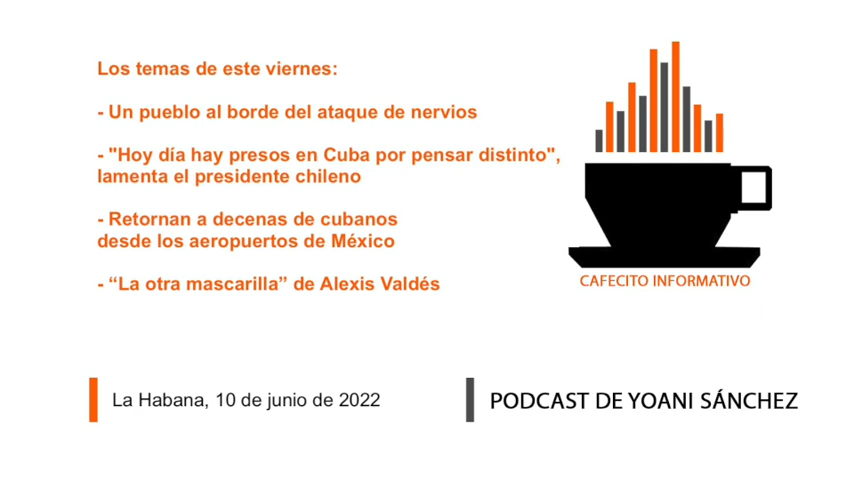 Los temas de este viernes:
- Un pueblo al borde del ataque de nervios
- "Hoy día hay presos en Cuba por pensar distinto",
lamenta el presidente chileno
- Retornan a decenas de cubanos
desde los aeropuertos de México
- “La otra mascarilla” de Alexis Valdés
CAFECITO INFORMATIVO
La Habana, 10 de junio de 2022
PODCAST DE YOANI SÁNCHEZ